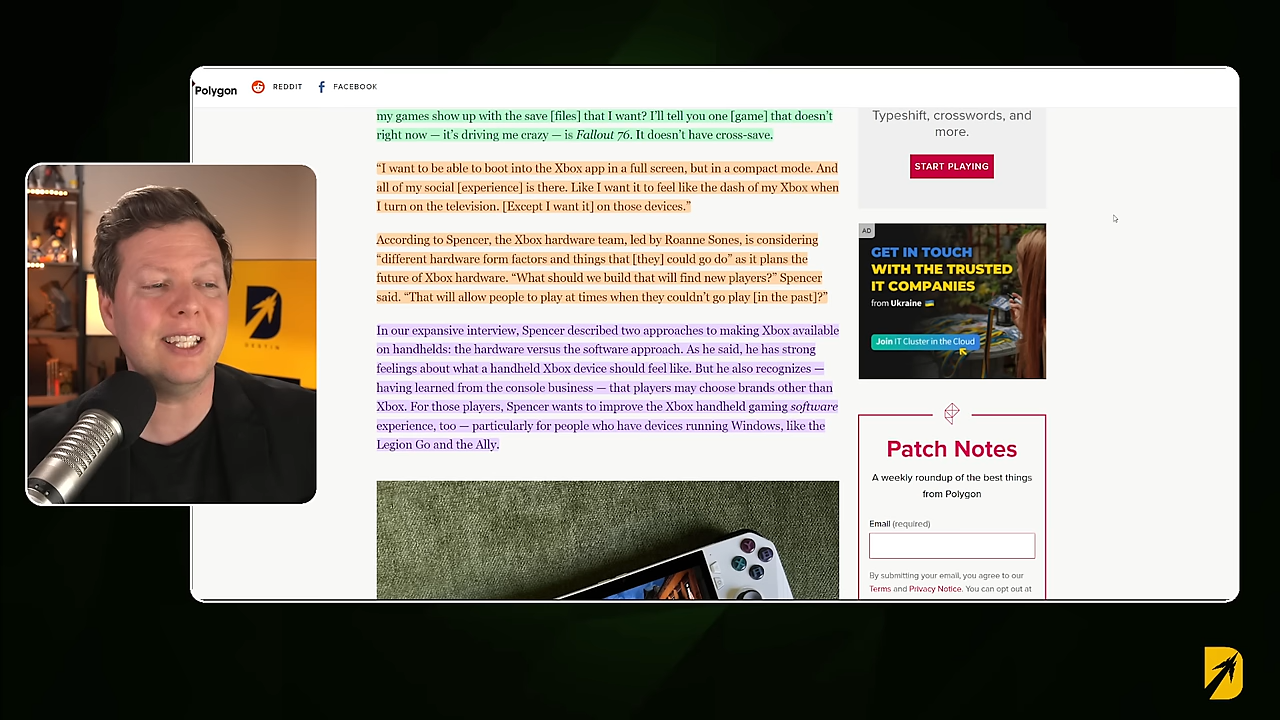 Polygon
REDDIT
FACEBOOK
my games show up with the save [files] that I want? I'll tell you one [game] that doesn't
right now — it's driving me crazy — is Fallout 76. It doesn't have cross-save.
“I want to be able to boot into the Xbox app in a full screen, but in a compact mode. And
all of my social [experience] is there. Like I want it to feel like the dash of my Xbox when
I turn on the television. [Except I want it] on those devices.”
According to Spencer, the Xbox hardware team, led by Roanne Sones, is considering
“different hardware form factors and things that [they] could go do” as it plans the
future of Xbox hardware. “What should we build that will find new players?” Spencer
said. “That will allow people to play at times when they couldn't go play [in the past]?”
In our expansive interview, Spencer described two approaches to making Xbox available
on handhelds: the hardware versus the software approach. As he said, he has strong
feelings about what a handheld Xbox device should feel like. But he also recognizes —
having learned from the console business — that players may choose brands other than
Xbox. For those players, Spencer wants to improve the Xbox handheld gaming software
experience, too — particularly for people who have devices running Windows, like the
Legion Go and the Ally.
Typeshift, crosswords, and
more.
START PLAYING
AD
GET IN TOUCH
WITH THE TRUSTED
IT COMPANIES
from Ukraine
Join IT Cluster in the Cloud
Patch Notes
A weekly roundup of the best things
from Polygon
Email (required)
By submitting your email, you agree to our
Terms and Privacy Notice. You can opt out at
DESTIN